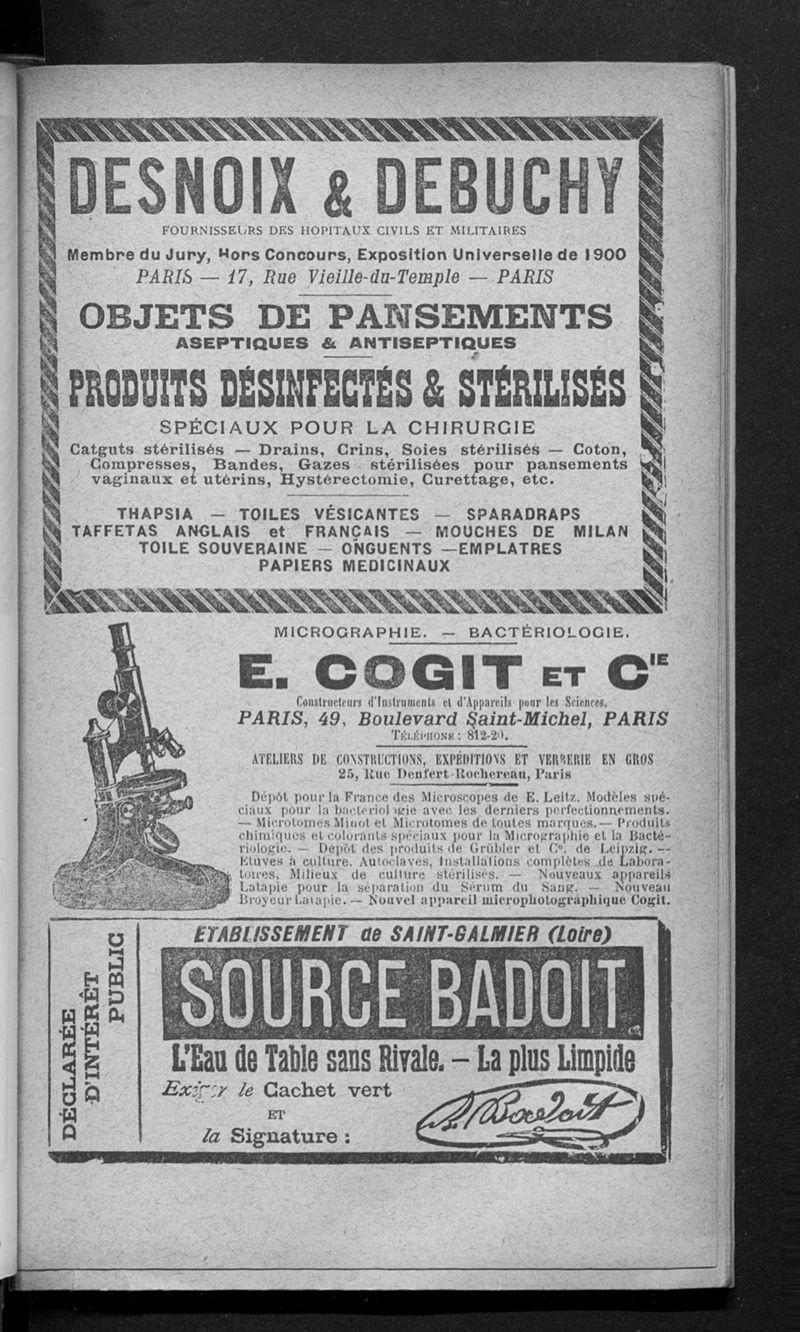 DESNOIX & DEBUCHY
FOURNISSEURS DES HOPITAUX CIVILS ET MILITAIRES
Membre du Jury, Hors Concours, Exposition Universelle de 1900
PARIS — 17, Rue Vieille-du-Temple — PARIS
OBJETS DE PANSEMENTS
ASEPTIQUES & ANTISEPTIQUES
PRODUITS DÉSINFECTÉS & STÉRILISÉS
SPÉCIAUX POUR LA CHIRURGIE
Catguts stérilisés — Drains, Crins, Soies stérilisés — Coton,
Compresses, Bandes, Gazes stérilisées pour pansements
vaginaux et utérins, Hystérectomie, Curettage, etc.
THAPSIA — TOILES VÉSICANTES — SPARADRAPS
TAFFETAS ANGLAIS et FRANÇAIS — MOUCHES DE MILAN
TOILE SOUVERAINE — ONGUENTS — EMPLATRES
PAPIERS MEDICINAUX
MICROGRAPHIE. — BACTÉRIOLOGIE.
E. COGIT ET CIE
Constructeurs d'Instruments et d'Appareils pour les Sciences,
PARIS, 49, Boulevard Saint-Michel, PARIS
TÉLÉPHONE : 812-20.
ATELIERS DE CONSTRUCTIONS, EXPÉDITIONS ET VERRERIE EN GROS
25, Rue Denfert-Rochereau, Paris
Dépôt pour la France des Microscopes de E. Leitz. Modèles spé-
ciaux pour la bactériologie avec les derniers perfectionnements.
— Microtomes Minot et Microtomes de toutes marques. — Produits
chimiques et colorants spéciaux pour la Micrographie et la Bacté-
riologie. — Depôt des produits de Grübler et Ce. de Leipzig. —
Etuves à culture. Autoclaves, Installations complètes de Labora-
toires, Milieux de culture stérilisés. — Nouveaux appareils
Latapie pour la séparation du Sérum du Sang. — Nouveau
Broyeur Latapie. — Nouvel appareil microphotographique Cogit.
DÉCLARÉE
D'INTÉRÊT
PUBLIC
ETABLISSEMENT de SAINT-GALMIER (Loire)
SOURCE BADOIT
L'Eau de Table sans Rivale. — La plus Limpide
Exiger le Cachet vert
ET
la Signature :
Badoit